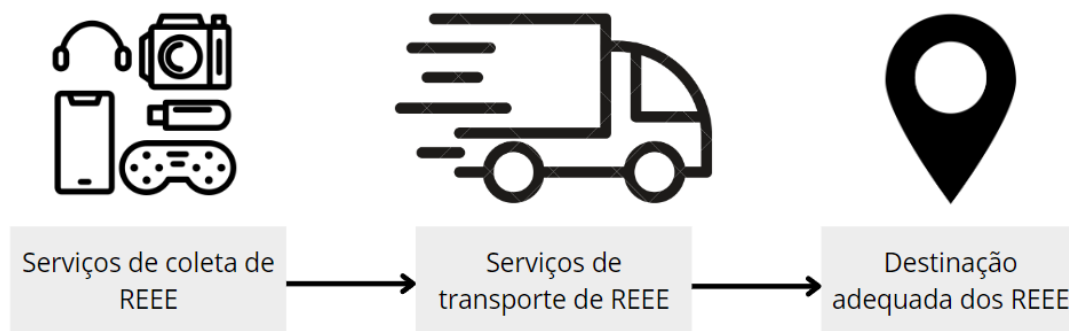 Serviços de coleta de
REEE
Serviços de
transporte de REEE
Destinação
adequada dos REEE